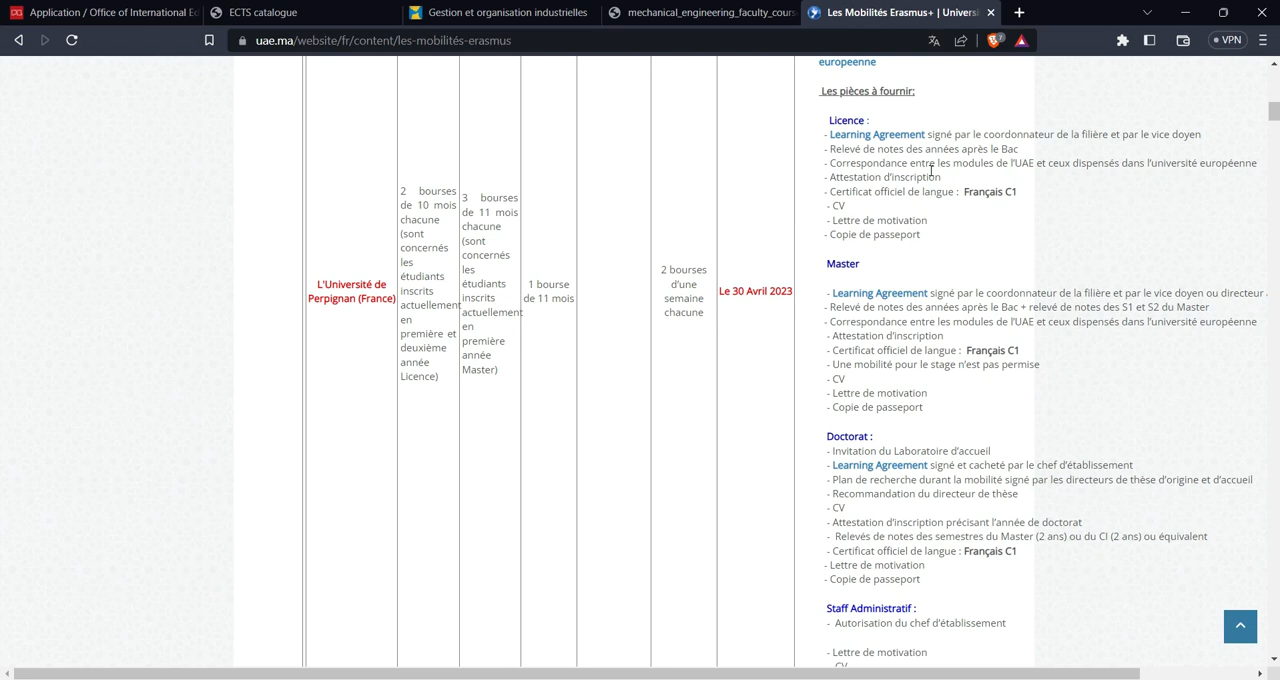 Application / Office of International Ec
ECTS catalogue
Gestion et organisation industrielles
mechanical_engineering_faculty_cours
Les Mobilités Erasmus+ | Universi
uae.ma/website/fr/content/les-mobilités-erasmus
7
VPN
européenne
Les pièces à fournir:
Licence :
- Learning Agreement signé par le coordonnateur de la filière et par le vice doyen
- Relevé de notes des années après le Bac
- Correspondance entre les modules de l'UAE et ceux dispensés dans l'université européenne
- Attestation d'inscription
- Certificat officiel de langue : Français C1
- CV
- Lettre de motivation
- Copie de passeport
L'Université de
Perpignan (France)
2 bourses
de 10 mois
chacune
(sont
concernés
les
étudiants
inscrits
actuellement
en
première et
deuxième
année
Licence)
3 bourses
de 11 mois
chacune
(sont
concernés
les
étudiants
inscrits
actuellement
en
première
année
Master)
1 bourse
de 11 mois
2 bourses
d'une
semaine
chacune
Le 30 Avril 2023
Master
- Learning Agreement signé par le coordonnateur de la filière et par le vice doyen ou directeur
- Relevé de notes des années après le Bac + relevé de notes des S1 et S2 du Master
- Correspondance entre les modules de l'UAE et ceux dispensés dans l'université européenne
- Attestation d'inscription
- Certificat officiel de langue : Français C1
- Une mobilité pour le stage n'est pas permise
- CV
- Lettre de motivation
- Copie de passeport
Doctorat :
- Invitation du Laboratoire d'accueil
- Learning Agreement signé et cacheté par le chef d'établissement
- Plan de recherche durant la mobilité signé par les directeurs de thèse d'origine et d'accueil
- Recommandation du directeur de thèse
- CV
- Attestation d'inscription précisant l'année de doctorat
- Relevés de notes des semestres du Master (2 ans) ou du CI (2 ans) ou équivalent
- Certificat officiel de langue : Français C1
- Lettre de motivation
- Copie de passeport
Staff Administratif :
- Autorisation du chef d'établissement
- Lettre de motivation
CV